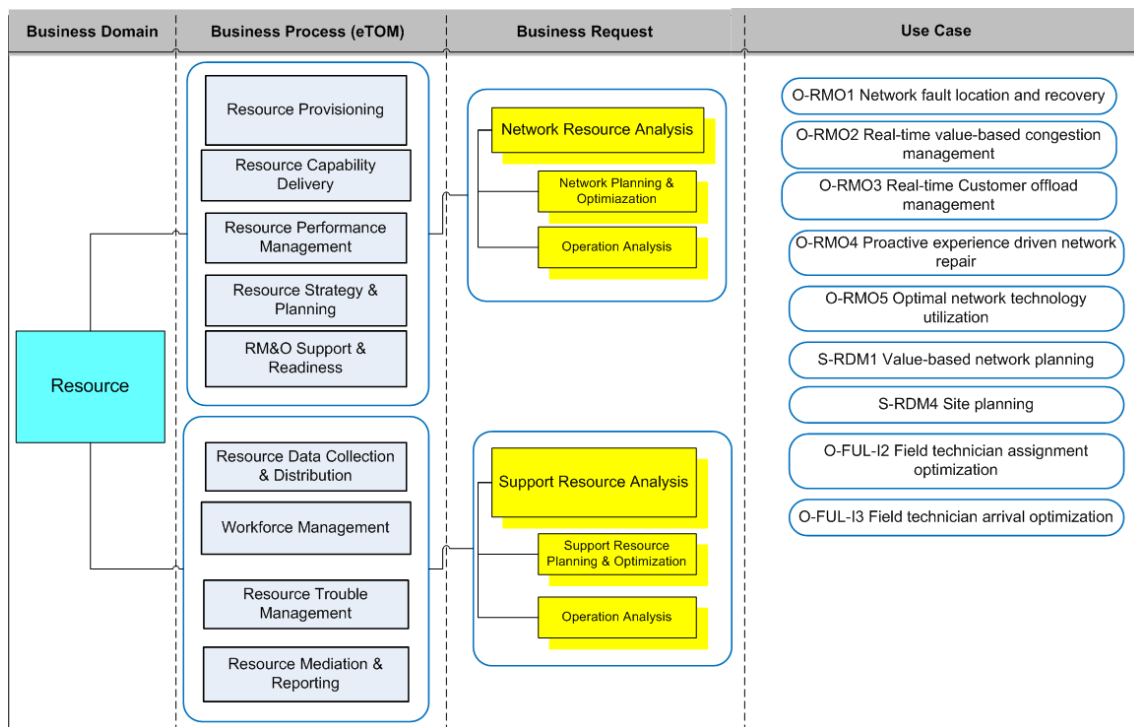 Business Domain
Business Process (eTOM)
Business Request
Use Case
Resource
Resource Provisioning
Resource Capability
Delivery
Resource Performance
Management
Resource Strategy &
Planning
RM&O Support &
Readiness
Resource Data Collection
& Distribution
Workforce Management
Resource Trouble
Management
Resource Mediation &
Reporting
Network Resource Analysis
Network Planning &
Optimiazation
Operation Analysis
Support Resource Analysis
Support Resource
Planning & Optimization
Operation Analysis
O-RMO1 Network fault location and recovery
O-RMO2 Real-time value-based congestion
management
O-RMO3 Real-time Customer offload
management
O-RMO4 Proactive experience driven network
repair
O-RMO5 Optimal network technology
utilization
S-RDM1 Value-based network planning
S-RDM4 Site planning
O-FUL-I2 Field technician assignment
optimization
O-FUL-I3 Field technician arrival optimization